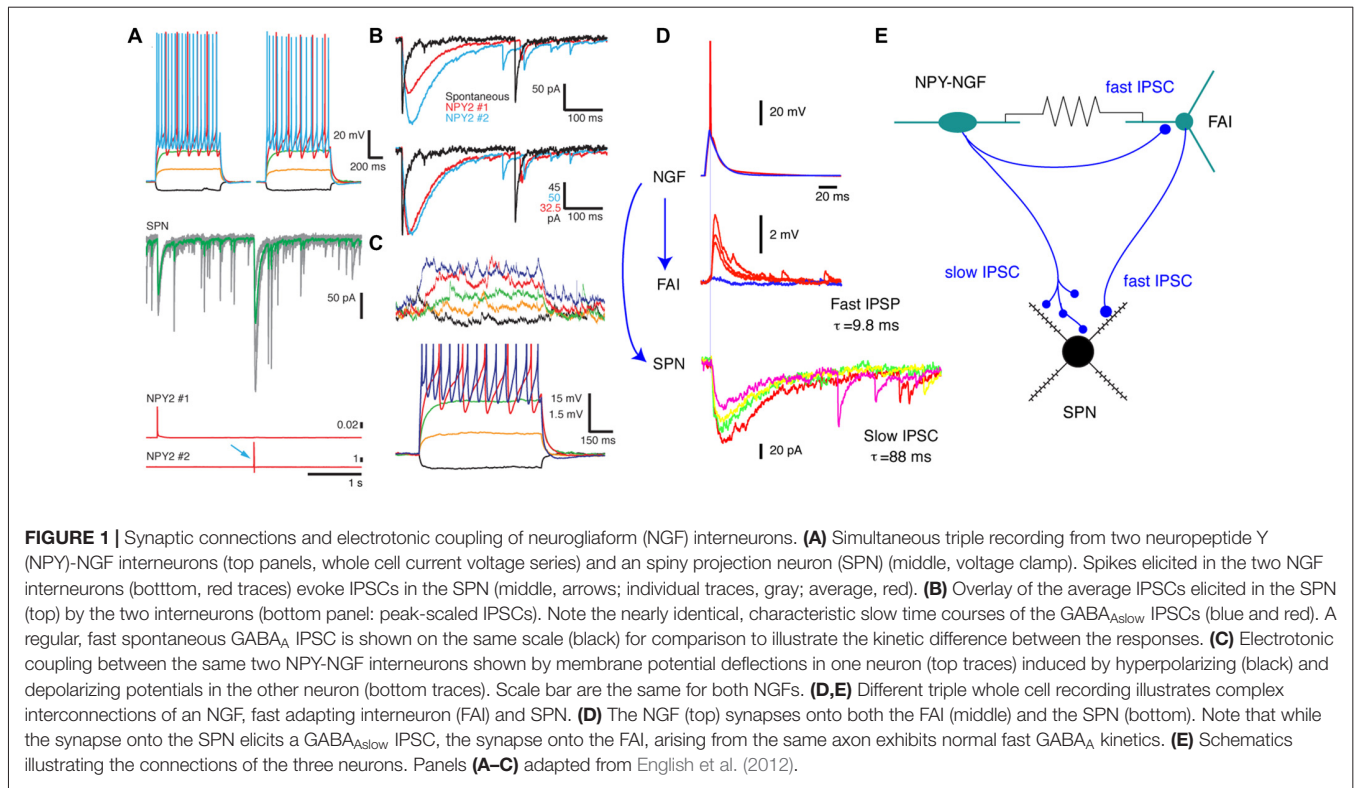 A
20 mV
200 ms
SPN
50 pA
NPY2 #1
0.02
NPY2 #2
1
1 s
B
Spontaneous
NPY2 #1
NPY2 #2
50 pA
100 ms
45
50
32.5
pA
100 ms
C
15 mV
1.5 mV
150 ms
D
20 mV
20 ms
NGF
2 mV
FAI
Fast IPSP
τ =9.8 ms
SPN
20 pA
Slow IPSC
τ =88 ms
E
NPY-NGF
fast IPSC
FAI
slow IPSC
fast IPSC
SPN
FIGURE 1 | Synaptic connections and electrotonic coupling of neurogliaform (NGF) interneurons. (A) Simultaneous triple recording from two neuropeptide Y
(NPY)-NGF interneurons (top panels, whole cell current voltage series) and an spiny projection neuron (SPN) (middle, voltage clamp). Spikes elicited in the two NGF
interneurons (botttom, red traces) evoke IPSCs in the SPN (middle, arrows; individual traces, gray; average, red). (B) Overlay of the average IPSCs elicited in the SPN
(top) by the two interneurons (bottom panel: peak-scaled IPSCs). Note the nearly identical, characteristic slow time courses of the GABAAslow IPSCs (blue and red). A
regular, fast spontaneous GABAA IPSC is shown on the same scale (black) for comparison to illustrate the kinetic difference between the responses. (C) Electrotonic
coupling between the same two NPY-NGF interneurons shown by membrane potential deflections in one neuron (top traces) induced by hyperpolarizing (black) and
depolarizing potentials in the other neuron (bottom traces). Scale bar are the same for both NGFs. (D,E) Different triple whole cell recording illustrates complex
interconnections of an NGF, fast adapting interneuron (FAI) and SPN. (D) The NGF (top) synapses onto both the FAI (middle) and the SPN (bottom). Note that while
the synapse onto the SPN elicits a GABAAslow IPSC, the synapse onto the FAI, arising from the same axon exhibits normal fast GABAA kinetics. (E) Schematics
illustrating the connections of the three neurons. Panels (A–C) adapted from English et al. (2012).